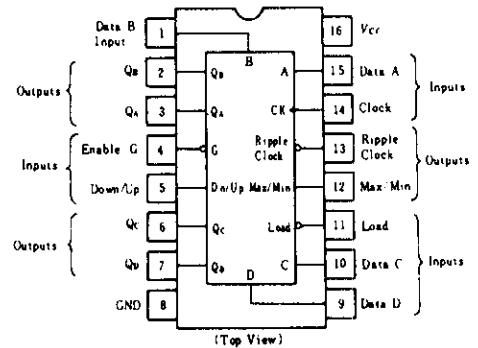 Data B
Input
1
16
Vcc
B
Outputs
QB
2
QB
A
15
Data A
Inputs
QA
3
QA
CK
14
Clock
Inputs
Enable G
4
G
Ripple
Clock
13
Ripple
Clock
Outputs
Down/Up
5
Dn/Up
Max/Min
12
Max/Min
Outputs
QC
6
QC
Load
11
Load
Inputs
QD
7
QD
C
10
Data C
GND
8
D
9
Data D
(Top View)